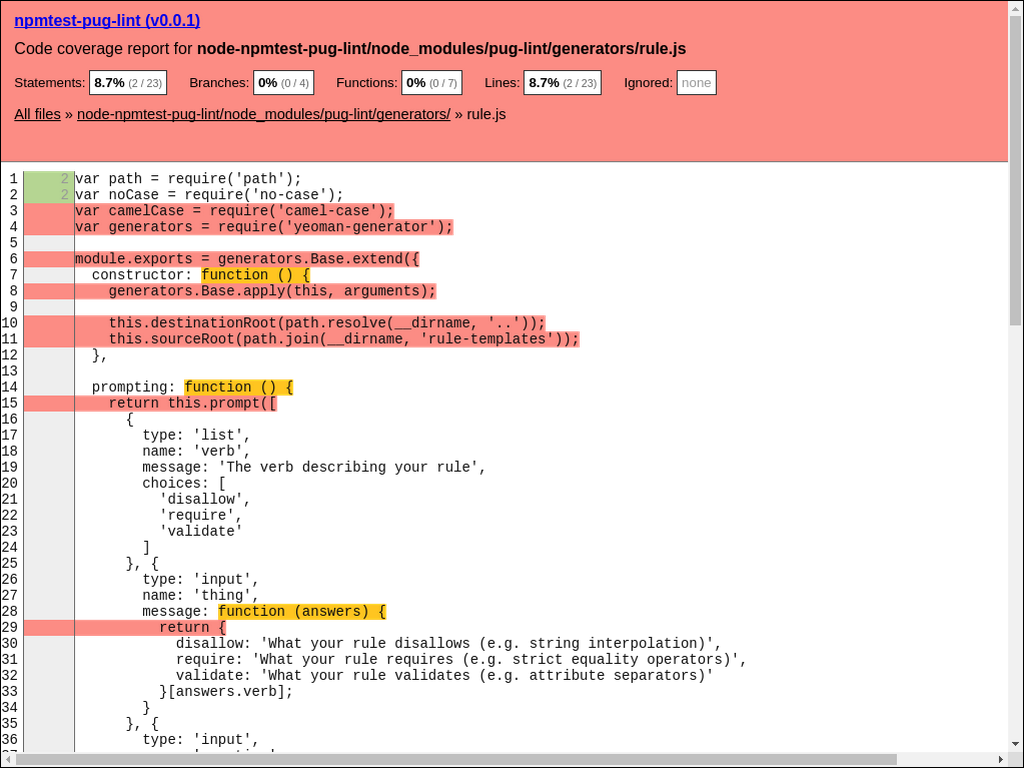 npmtest-pug-lint (v0.0.1)
Code coverage report for node-npmtest-pug-lint/node_modules/pug-lint/generators/rule.js
Statements: 8.7% (2 / 23) Branches: 0% (0 / 4) Functions: 0% (0 / 7) Lines: 8.7% (2 / 23) Ignored: none
All files » node-npmtest-pug-lint/node_modules/pug-lint/generators/ » rule.js
1 2 var path = require('path');
2 2 var noCase = require('no-case');
3 var camelCase = require('camel-case');
4 var generators = require('yeoman-generator');
5
6 module.exports = generators.Base.extend({
7 constructor: function () {
8 generators.Base.apply(this, arguments);
9
10 this.destinationRoot(path.resolve(__dirname, '..'));
11 this.sourceRoot(path.join(__dirname, 'rule-templates'));
12 },
13
14 prompting: function () {
15 return this.prompt([
16 {
17 type: 'list',
18 name: 'verb',
19 message: 'The verb describing your rule',
20 choices: [
21 'disallow',
22 'require',
23 'validate'
24 ]
25 }, {
26 type: 'input',
27 name: 'thing',
28 message: function (answers) {
29 return {
30 disallow: 'What your rule disallows (e.g. string interpolation)',
31 require: 'What your rule requires (e.g. strict equality operators)',
32 validate: 'What your rule validates (e.g. attribute separators)'
33 }[answers.verb];
34 }
35 }, {
36 type: 'input',